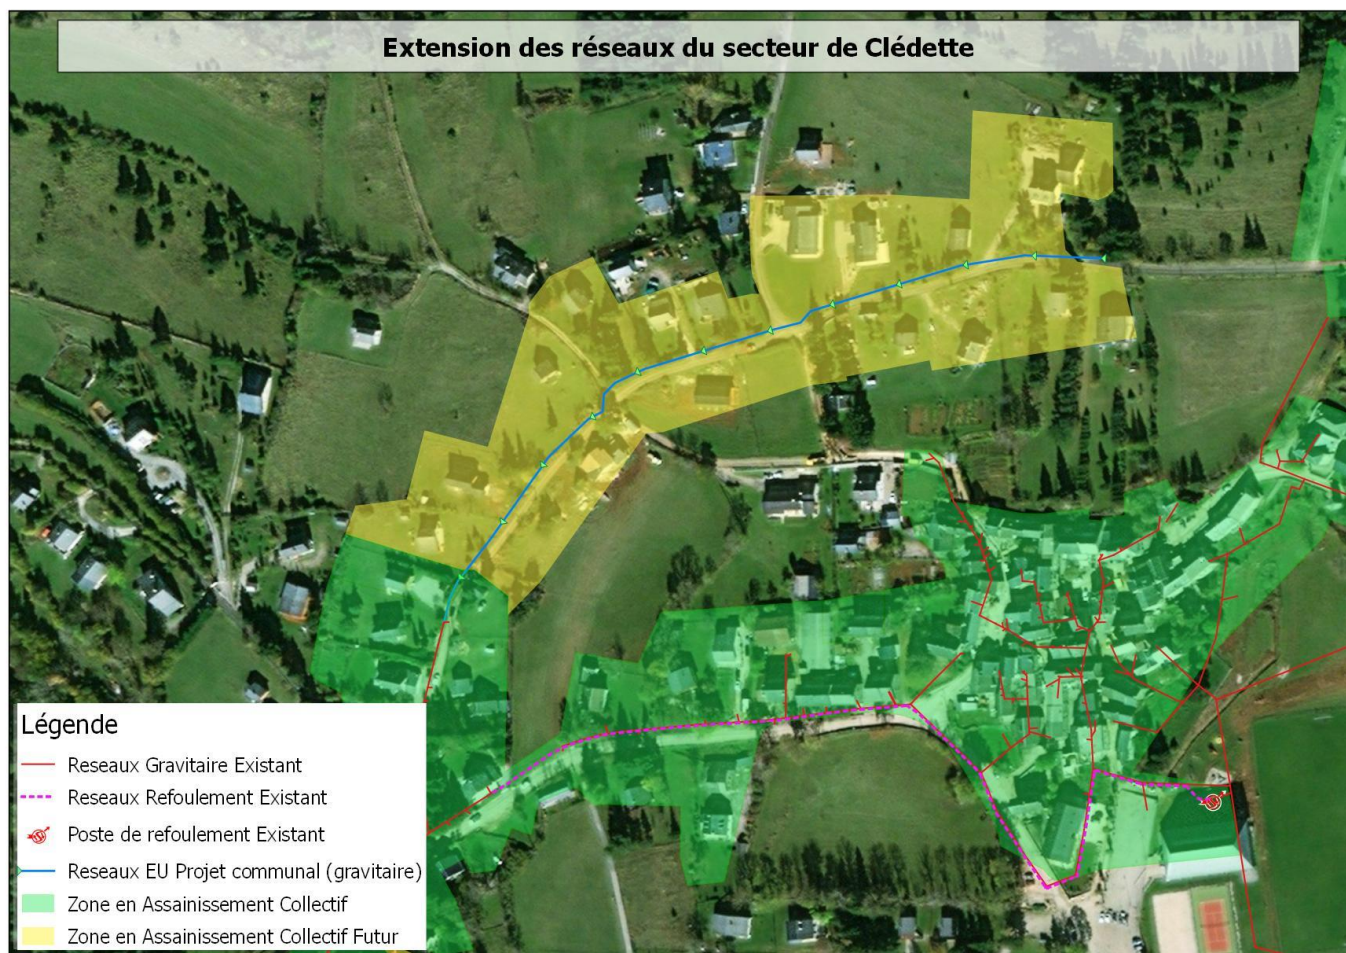 Extension des réseaux du secteur de Clédette
Légende
Reseaux Gravitaire Existant
Reseaux Refoulement Existant
Poste de refoulement Existant
Reseaux EU Projet communal (gravitaire)
Zone en Assainissement Collectif
Zone en Assainissement Collectif Futur